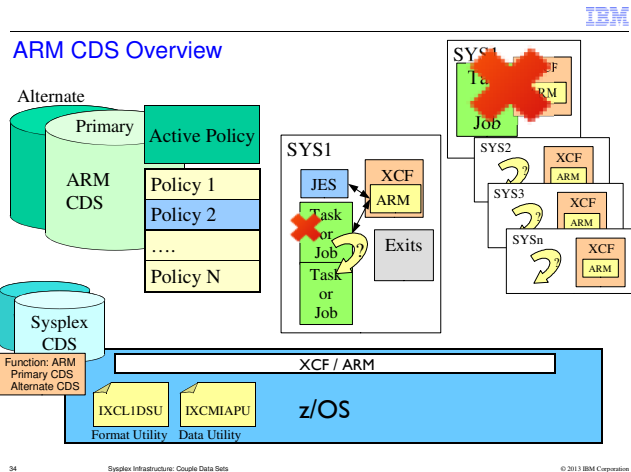 IBM
ARM CDS Overview
Alternate
Primary
ARM
CDS
Active Policy
Policy 1
Policy 2
....
Policy N
Sysplex
CDS
Function: ARM
Primary CDS
Alternate CDS
SYS1
JES
XCF
ARM
Task
or
Job
?
Task
or
Job
Exits
SYS1
Job
SYS2
?
XCF
ARM
SYS3
?
XCF
ARM
SYSn
?
XCF
ARM
XCF / ARM
IXCL1DSU
Format Utility
IXCMIAPU
Data Utility
z/OS
34
Sysplex Infrastructure: Couple Data Sets
© 2013 IBM Corporation